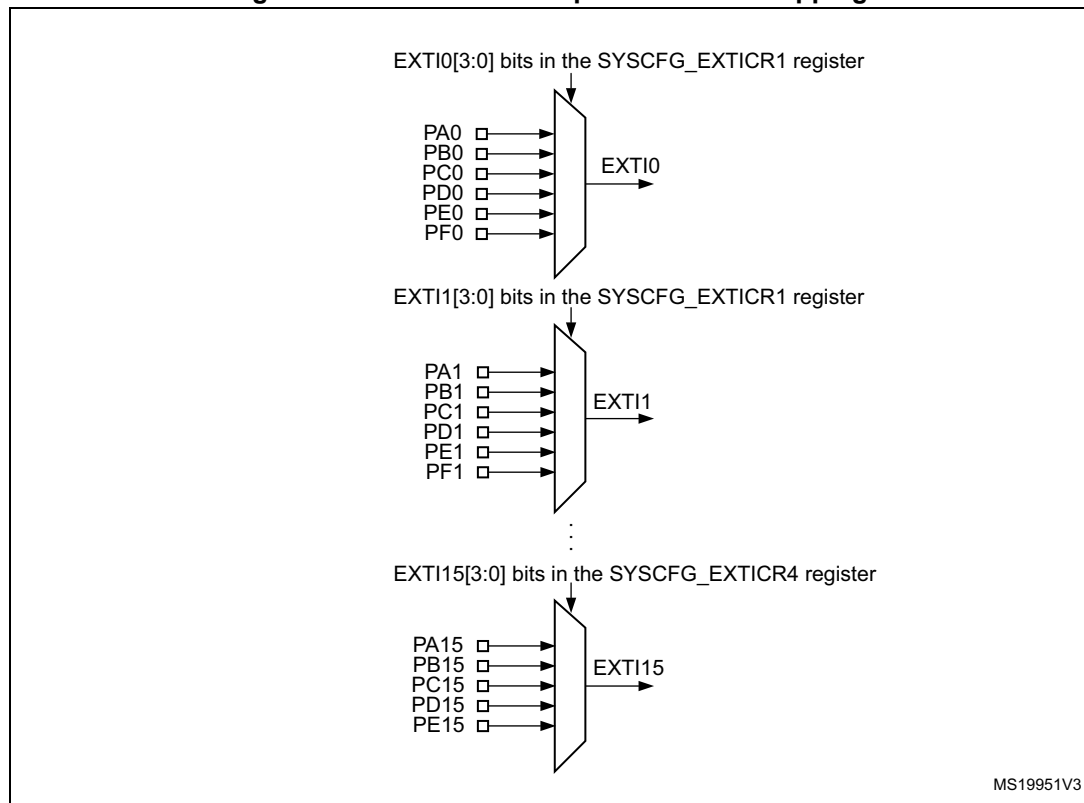 EXTI0[3:0] bits in the SYSCFG_EXTICR1 register
PA0
PB0
PC0
PD0
PE0
PF0
EXTI0
EXTI1[3:0] bits in the SYSCFG_EXTICR1 register
PA1
PB1
PC1
PD1
PE1
PF1
EXTI1
EXTI15[3:0] bits in the SYSCFG_EXTICR4 register
PA15
PB15
PC15
PD15
PE15
EXTI15
MS19951V3